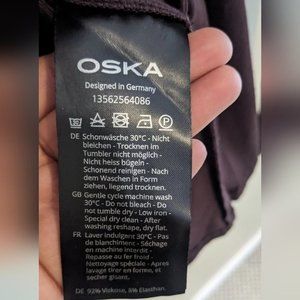 OSKA
Designed in Germany
13562564086
DE Schonwäsche 30°C - Nicht
bleichen - Trocknen im
Tumbler nicht möglich -
Nicht heiss bügeln -
Schonend reinigen - Nach
dem Waschen in Form
ziehen, liegend trocknen.
GB Gentle cycle machine wash
30°C - Do not bleach - Do
not tumble dry - Low iron -
Special dry clean - After
washing reshape, dry flat.
FR Laver Indulgent 30°C - Pas
de blanchiment - Séchage
en machine interdit -
Repasse au fer froid -
Nettoyage spéciale - Apres
lavage tirer en forme, et
secher gisant.
DE 92% Viskose, 8% Elasthan.